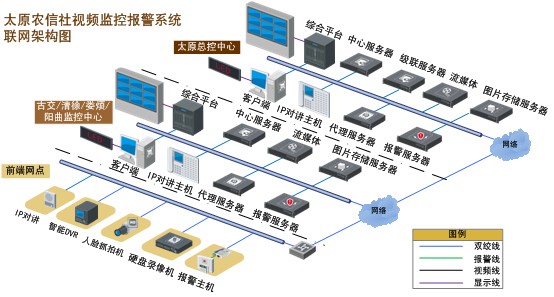 太原农信社视频监控报警系统
联网架构图
太原总控中心
综合平台
中心服务器
级联服务器
流媒体
图片存储服务器
客户端
IP对讲主机
代理服务器
报警服务器
网络
古交/清徐/娄烦/
阳曲监控中心
综合平台
中心服务器
流媒体
图片存储服务器
客户端
IP对讲主机
代理服务器
报警服务器
网络
前端网点
IP对讲
智能DVR
人脸抓拍机
硬盘录像机
报警主机
图例
双绞线
报警线
视频线
显示线